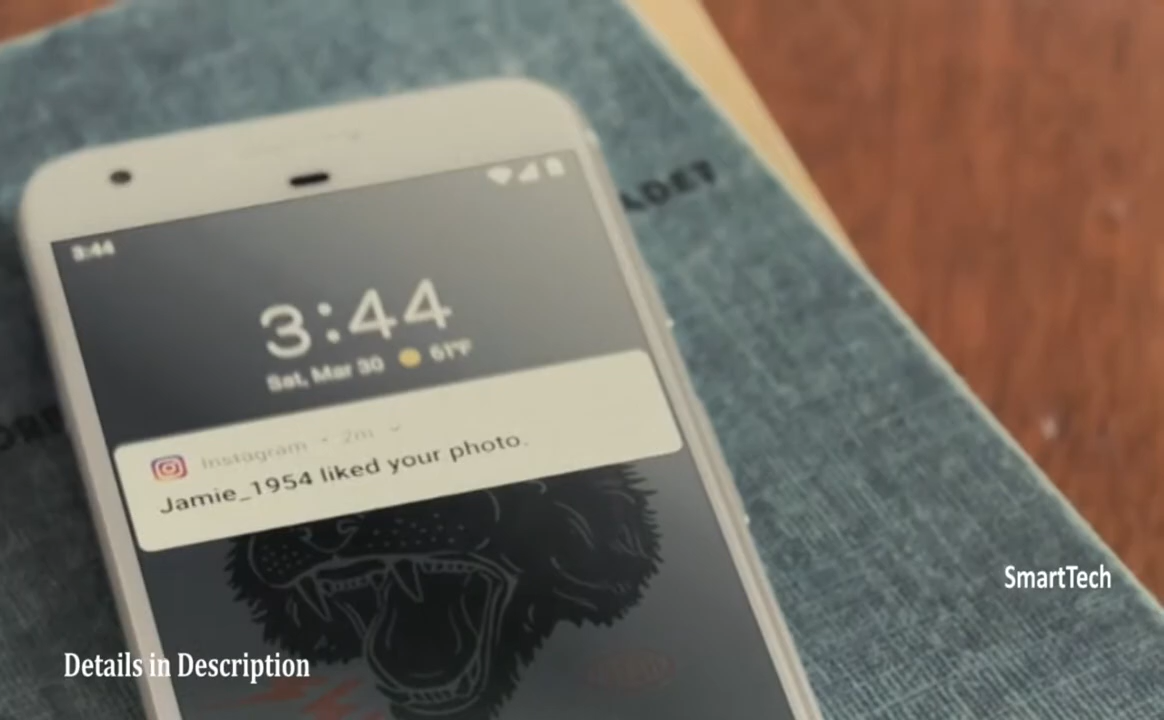 3:44
3:44
Sat, Mar 30 61°F
Instagram • 2m
Jamie_1954 liked your photo.
SmartTech
Details in Description